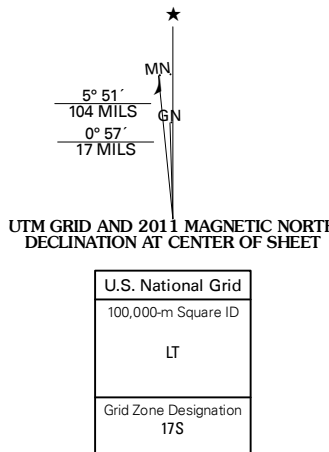 ★
MN
5° 51´
104 MILS
GN
0° 57´
17 MILS
UTM GRID AND 2011 MAGNETIC NORTH
DECLINATION AT CENTER OF SHEET
U.S. National Grid
100,000-m Square ID
LT
Grid Zone Designation
17S